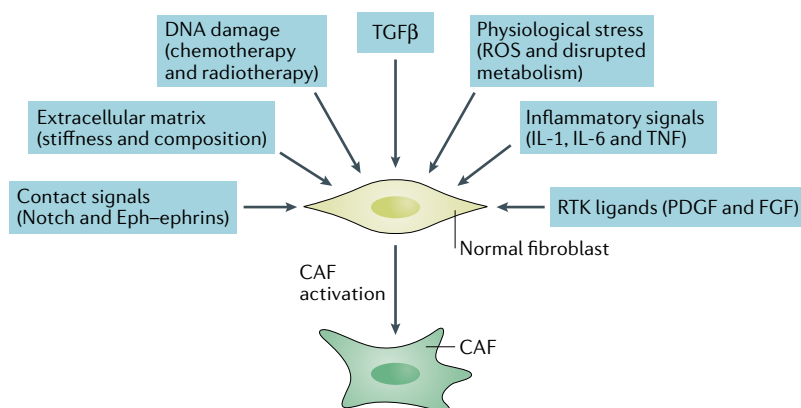 DNA damage
(chemotherapy
and radiotherapy)
TGFβ
Physiological stress
(ROS and disrupted
metabolism)
Extracellular matrix
(stiffness and composition)
Inflammatory signals
(IL-1, IL-6 and TNF)
Contact signals
(Notch and Eph–ephrins)
RTK ligands (PDGF and FGF)
Normal fibroblast
CAF
activation
CAF